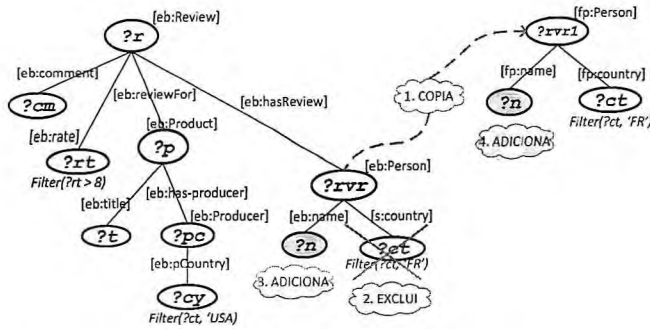 [eb:Review]
?r
[fp:Person]
?rvr1
[eb:comment]
?cm
[eb:reviewFor]
[eb:hasReview]
1. COPIA
[fp:name]
[fp:country]
?n
?ct
Filter(?ct, 'FR')
4. ADICIONA
[eb:rate]
?rt
Filter(?rt > 8)
[eb:Product]
?p
[eb:Person]
?rvr
[eb:title]
[eb:has-producer]
?t
[eb:Producer]
?pc
[eb:name]
[s:country]
?n
?ct
Filter(?ct, 'FR')
3. ADICIONA
2. EXCLUI
[eb:pCountry]
?cy
Filter(?ct, 'USA)